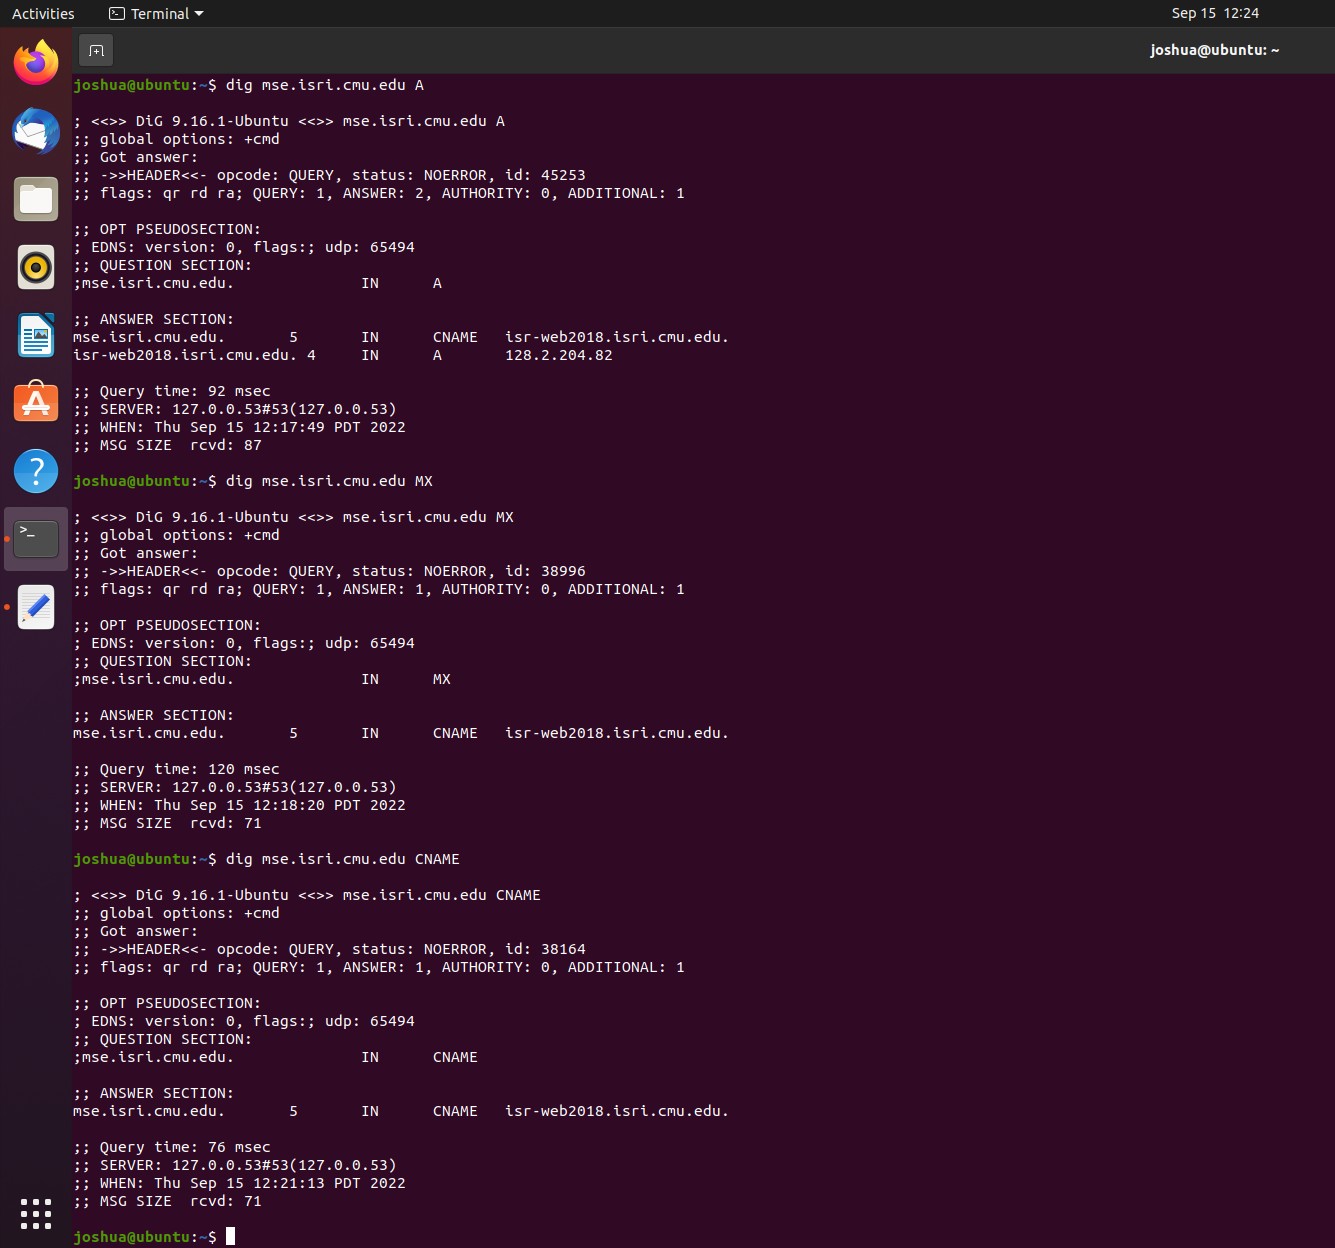 Activities Terminal Sep 15 12:24
joshua@ubuntu: ~
joshua@ubuntu:~$ dig mse.isri.cmu.edu A
; <<>> DiG 9.16.1-Ubuntu <<>> mse.isri.cmu.edu A
;; global options: +cmd
;; Got answer:
;; ->>HEADER<<- opcode: QUERY, status: NOERROR, id: 45253
;; flags: qr rd ra; QUERY: 1, ANSWER: 2, AUTHORITY: 0, ADDITIONAL: 1
;; OPT PSEUDOSECTION:
; EDNS: version: 0, flags:; udp: 65494
;; QUESTION SECTION:
;mse.isri.cmu.edu. IN A
;; ANSWER SECTION:
mse.isri.cmu.edu. 5 IN CNAME isr-web2018.isri.cmu.edu.
isr-web2018.isri.cmu.edu. 4 IN A 128.2.204.82
;; Query time: 92 msec
;; SERVER: 127.0.0.53#53(127.0.0.53)
;; WHEN: Thu Sep 15 12:17:49 PDT 2022
;; MSG SIZE rcvd: 87
joshua@ubuntu:~$ dig mse.isri.cmu.edu MX
; <<>> DiG 9.16.1-Ubuntu <<>> mse.isri.cmu.edu MX
;; global options: +cmd
;; Got answer:
;; ->>HEADER<<- opcode: QUERY, status: NOERROR, id: 38996
;; flags: qr rd ra; QUERY: 1, ANSWER: 1, AUTHORITY: 0, ADDITIONAL: 1
;; OPT PSEUDOSECTION:
; EDNS: version: 0, flags:; udp: 65494
;; QUESTION SECTION:
;mse.isri.cmu.edu. IN MX
;; ANSWER SECTION:
mse.isri.cmu.edu. 5 IN CNAME isr-web2018.isri.cmu.edu.
;; Query time: 120 msec
;; SERVER: 127.0.0.53#53(127.0.0.53)
;; WHEN: Thu Sep 15 12:18:20 PDT 2022
;; MSG SIZE rcvd: 71
joshua@ubuntu:~$ dig mse.isri.cmu.edu CNAME
; <<>> DiG 9.16.1-Ubuntu <<>> mse.isri.cmu.edu CNAME
;; global options: +cmd
;; Got answer:
;; ->>HEADER<<- opcode: QUERY, status: NOERROR, id: 38164
;; flags: qr rd ra; QUERY: 1, ANSWER: 1, AUTHORITY: 0, ADDITIONAL: 1
;; OPT PSEUDOSECTION:
; EDNS: version: 0, flags:; udp: 65494
;; QUESTION SECTION:
;mse.isri.cmu.edu. IN CNAME
;; ANSWER SECTION:
mse.isri.cmu.edu. 5 IN CNAME isr-web2018.isri.cmu.edu.
;; Query time: 76 msec
;; SERVER: 127.0.0.53#53(127.0.0.53)
;; WHEN: Thu Sep 15 12:21:13 PDT 2022
;; MSG SIZE rcvd: 71
joshua@ubuntu:~$